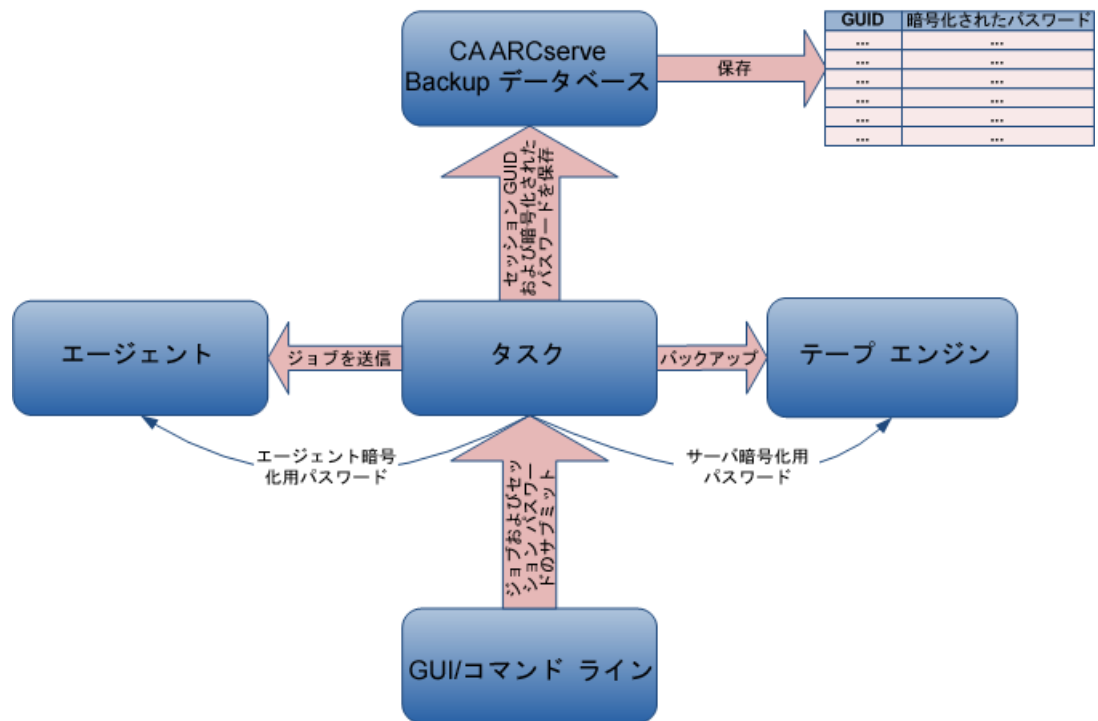 CA ARCserve
Backup データベース
保存
GUID 暗号化されたパスワード
... ...
... ...
... ...
... ...
... ...
... ...
セッション GUID
および暗号化された
パスワードを保存
エージェント
ジョブを送信
タスク
バックアップ
テープ エンジン
エージェント暗号
化用パスワード
サーバ暗号化用
パスワード
ジョブおよびセッ
ション パスワー
ドのサブミット
GUI/コマンド ライン